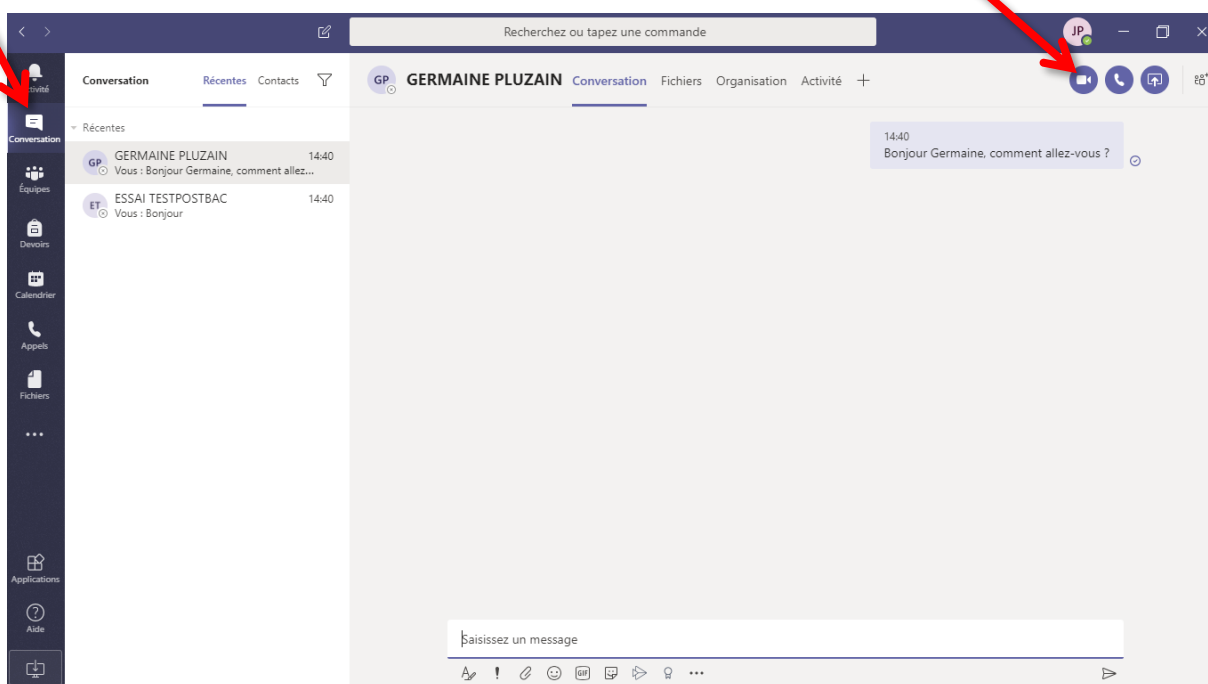 Recherchez ou tapez une commande
JP
Conversation
Récentes
Contacts
GP
GERMAINE PLUZAIN
Conversation
Fichiers
Organisation
Activité
Conversation
Équipes
Devoirs
Calendrier
Appels
Fichiers
Applications
Aide
Récentes
GP
GERMAINE PLUZAIN
14:40
Vous : Bonjour Germaine, comment allez...
ET
ESSAI TESTPOSTBAC
14:40
Vous : Bonjour
14:40
Bonjour Germaine, comment allez-vous ?
Saisissez un message
GIF